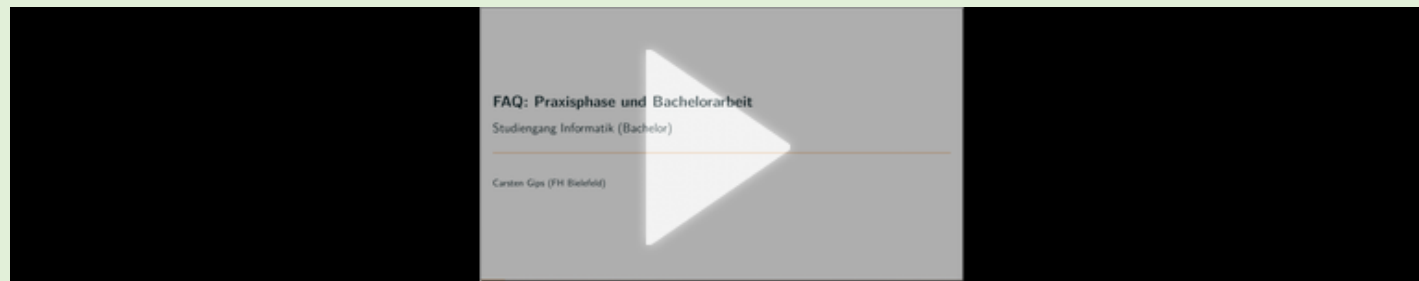 FAQ: Praxisphase und Bachelorarbeit
Studiengang Informatik (Bachelor)
Carsten Gips (FH Bielefeld)